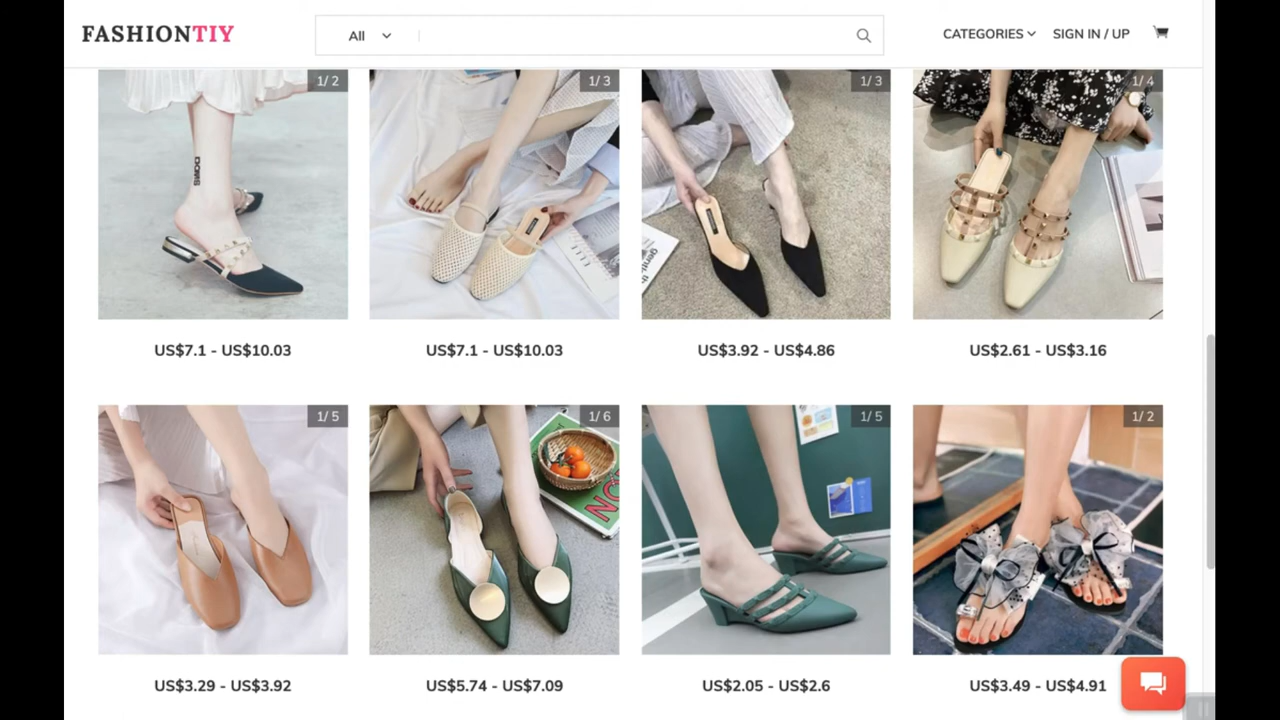 FASHIONTIY
All
CATEGORIES
SIGN IN / UP
1/ 2
1/ 3
1/ 3
1/ 4
US$7.1 - US$10.03
US$7.1 - US$10.03
US$3.92 - US$4.86
US$2.61 - US$3.16
1/ 5
1/ 6
1/ 5
1/ 2
US$3.29 - US$3.92
US$5.74 - US$7.09
US$2.05 - US$2.6
US$3.49 - US$4.91